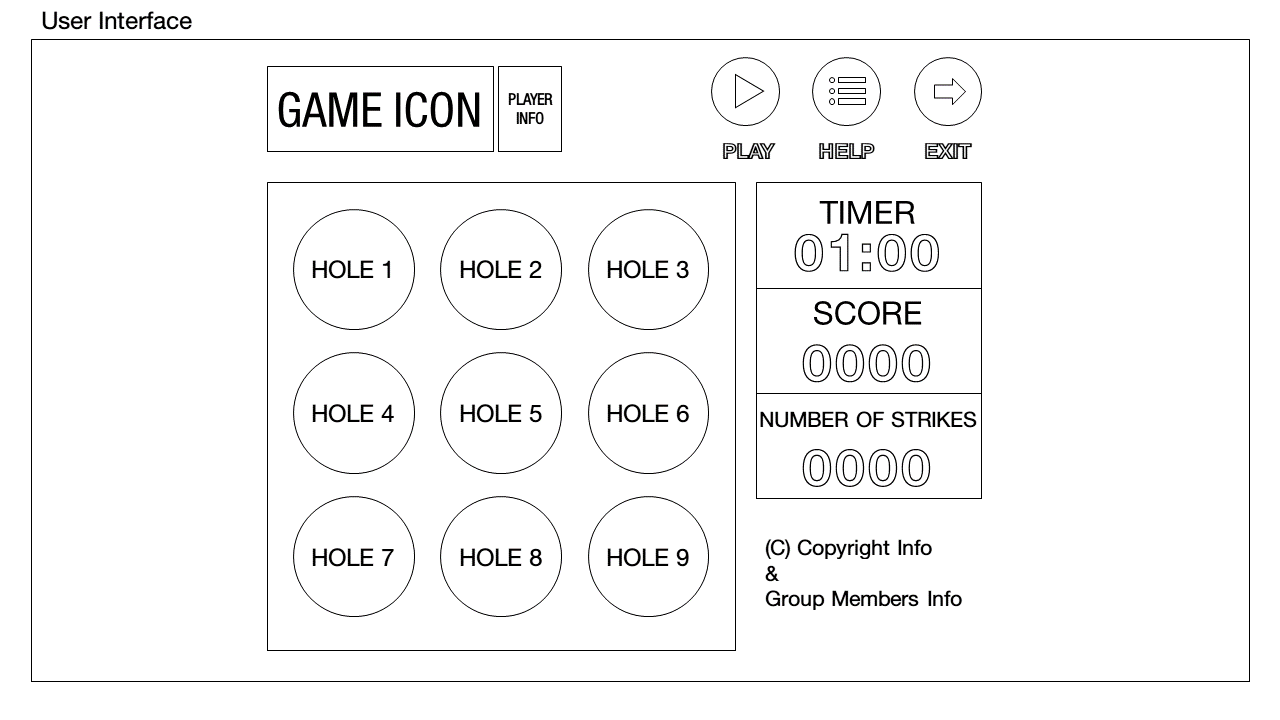 User Interface
GAME ICON
PLAYER
INFO
PLAY
HELP
EXIT
HOLE 1
HOLE 2
HOLE 3
HOLE 4
HOLE 5
HOLE 6
HOLE 7
HOLE 8
HOLE 9
TIMER
01:00
SCORE
0000
NUMBER OF STRIKES
0000
(C) Copyright Info
&
Group Members Info